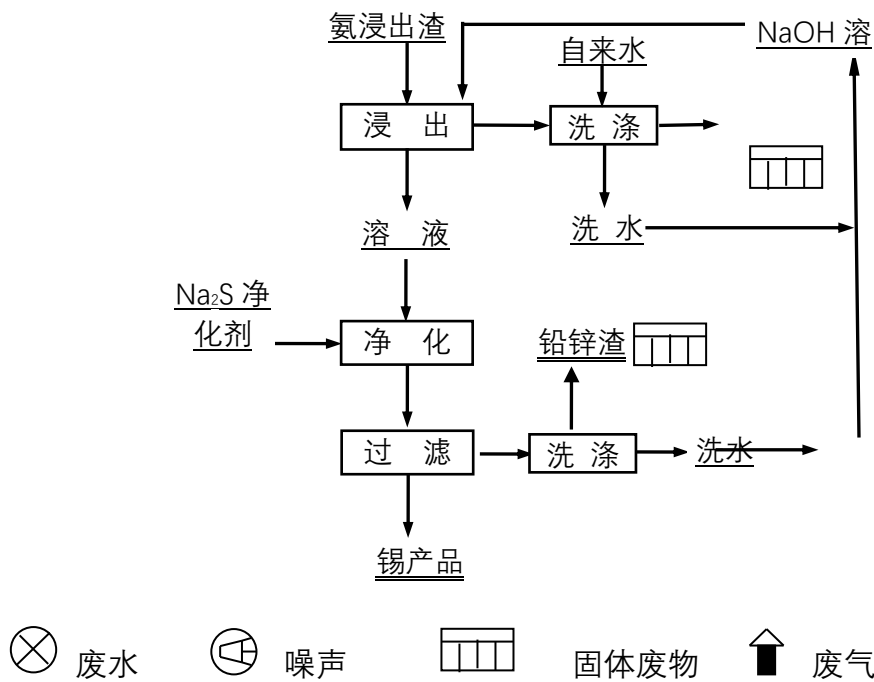 氨浸出渣
NaOH 溶
自来水
浸 出
洗 涤
溶 液
洗 水
Na₂S 净
化剂
净 化
铅锌渣
过 滤
洗 涤
洗水
锡产品
废水
噪声
固体废物
废气